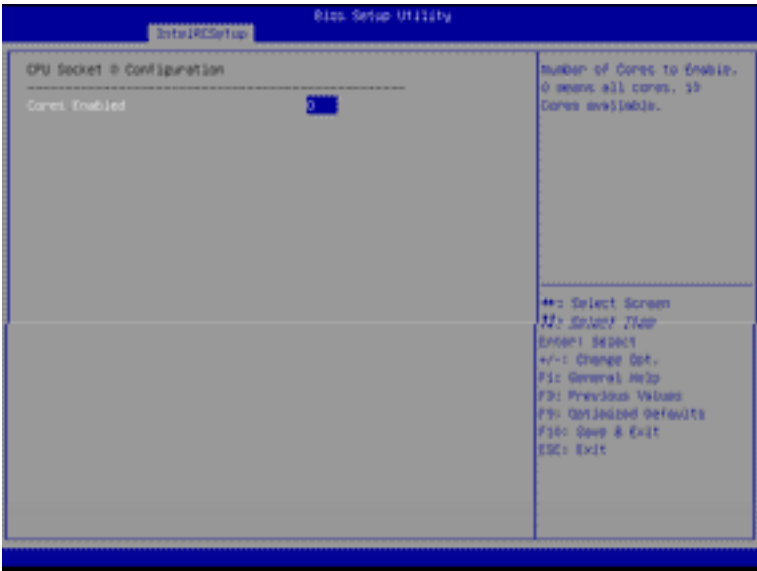 Bios Setup Utility
IntelRCSetup
CPU Socket 0 Configuration
Cores Enabled
0
Number of Cores to Enable.
0 means all cores.
Cores available.
: Select Screen
: Select Item
Enter: Select
+/-: Change Opt.
F1: General Help
F3: Previous Values
F9: Optimized Defaults
F10: Save & Exit
ESC: Exit